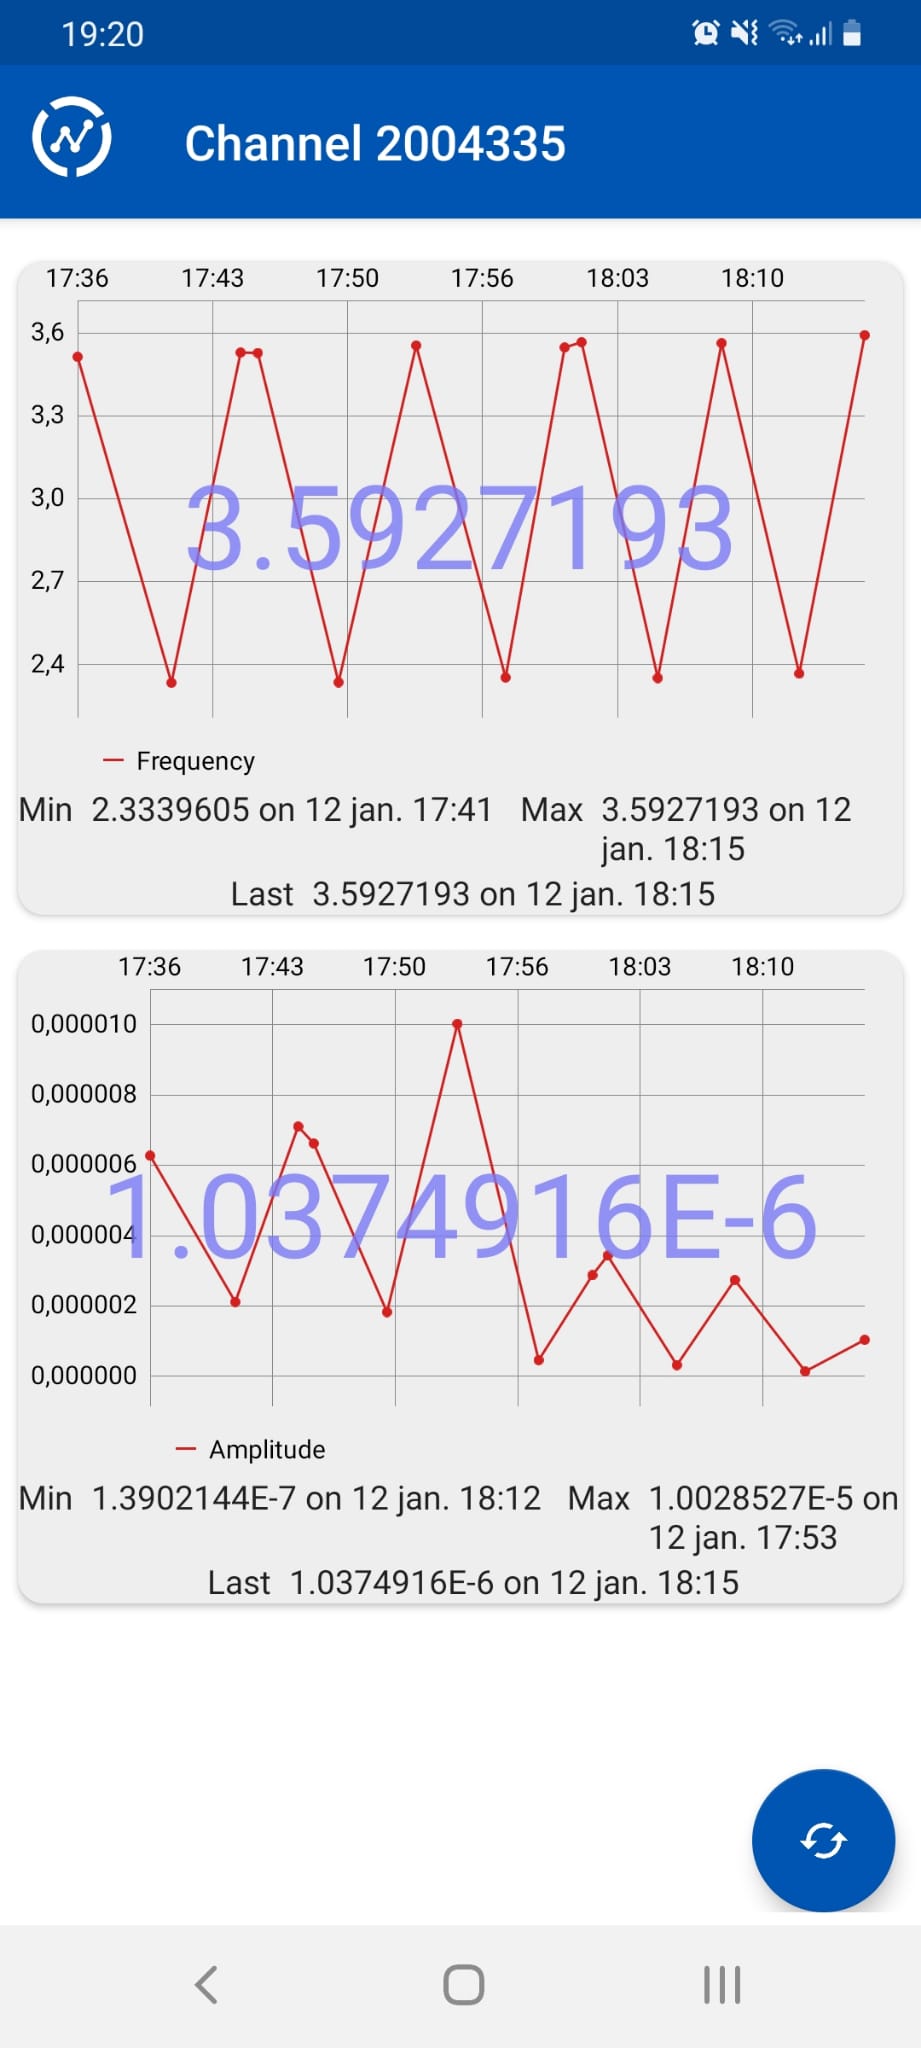 19:20
Channel 2004335
17:36 17:43 17:50 17:56 18:03 18:10
3,6
3,3
3,0
3.5927193
2,7
2,4
Frequency
Min 2.3339605 on 12 jan. 17:41 Max 3.5927193 on 12
jan. 18:15
Last 3.5927193 on 12 jan. 18:15
17:36 17:43 17:50 17:56 18:03 18:10
0,000010
0,000008
0,000006
1.0374916E-6
0,000004
0,000002
0,000000
Amplitude
Min 1.3902144E-7 on 12 jan. 18:12 Max 1.0028527E-5 on
12 jan. 17:53
Last 1.0374916E-6 on 12 jan. 18:15